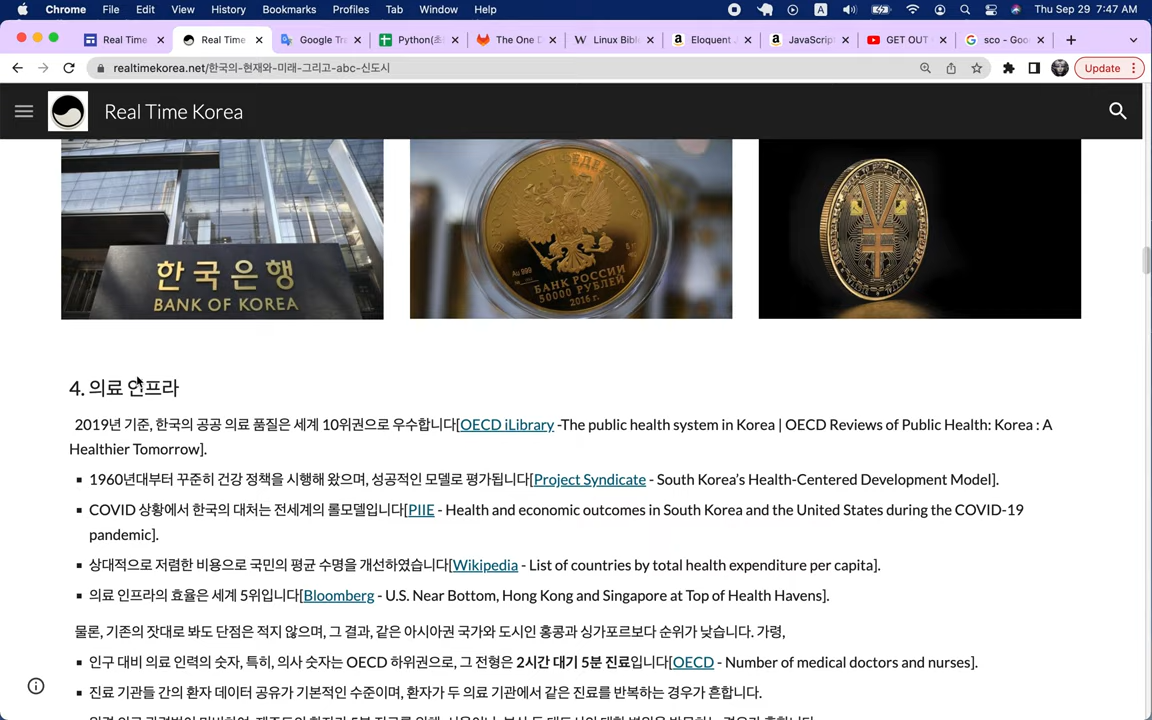 Chrome File Edit View History Bookmarks Profiles Tab Window Help A Thu Sep 29 7:47 AM
Real Time Real Time Google Tra Python(초 The One D Linux Bibl Eloquent J JavaScrip GET OUT sco - Goo
realtimekorea.net/한국의-현재와-미래-그리고-abc-신도시 Update
Real Time Korea
한국은행
BANK OF KOREA
Au 999
БАНК РОССИИ
50000 РУБЛЕЙ
2016 г.
4. 의료 인프라
2019년 기준, 한국의 공공 의료 품질은 세계 10위권으로 우수합니다[OECD iLibrary -The public health system in Korea | OECD Reviews of Public Health: Korea : A
Healthier Tomorrow].
▪ 1960년대부터 꾸준히 건강 정책을 시행해 왔으며, 성공적인 모델로 평가됩니다[Project Syndicate - South Korea’s Health-Centered Development Model].
▪ COVID 상황에서 한국의 대처는 전세계의 롤모델입니다[PIIE - Health and economic outcomes in South Korea and the United States during the COVID-19
pandemic].
▪ 상대적으로 저렴한 비용으로 국민의 평균 수명을 개선하였습니다[Wikipedia - List of countries by total health expenditure per capita].
▪ 의료 인프라의 효율은 세계 5위입니다[Bloomberg - U.S. Near Bottom, Hong Kong and Singapore at Top of Health Havens].
물론, 기존의 잣대로 봐도 단점은 적지 않으며, 그 결과, 같은 아시아권 국가와 도시인 홍콩과 싱가포르보다 순위가 낮습니다. 가령,
▪ 인구 대비 의료 인력의 숫자, 특히, 의사 숫자는 OECD 하위권으로, 그 전형은 2시간 대기 5분 진료입니다[OECD - Number of medical doctors and nurses].
▪ 진료 기관들 간의 환자 데이터 공유가 기본적인 수준이며, 환자가 두 의료 기관에서 같은 진료를 반복하는 경우가 흔합니다.